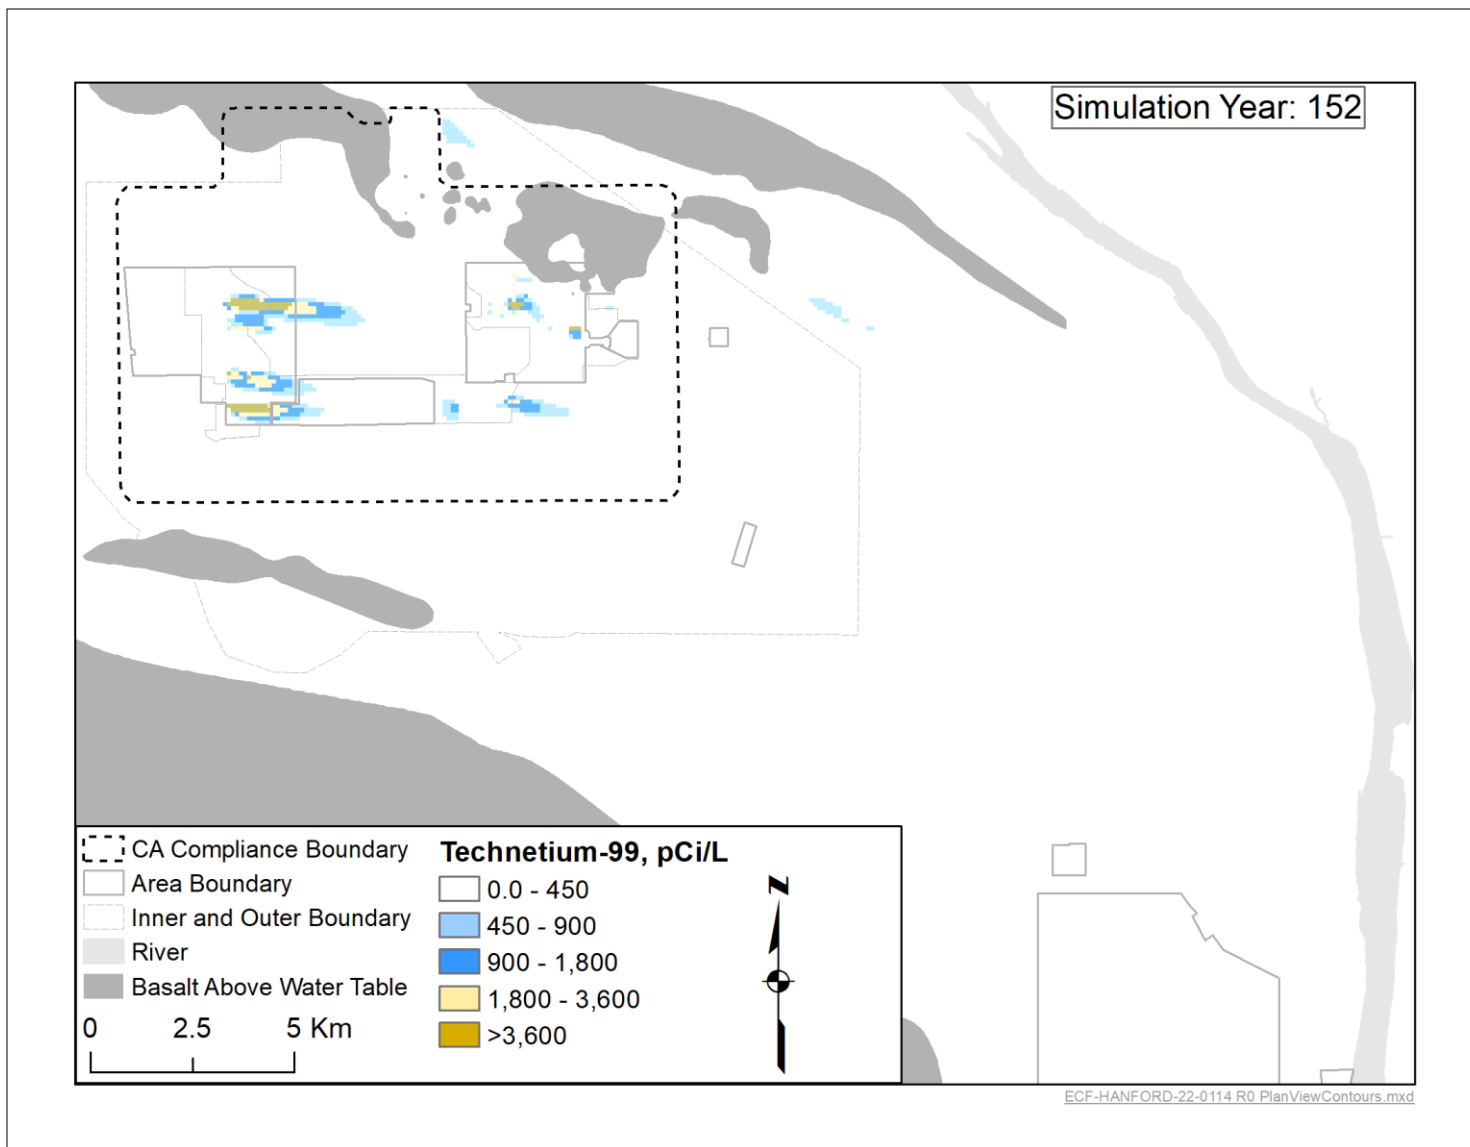 Simulation Year: 152
CA Compliance Boundary
Area Boundary
Inner and Outer Boundary
River
Basalt Above Water Table
0 2.5 5 Km
Technetium-99, pCi/L
0.0 - 450
450 - 900
900 - 1,800
1,800 - 3,600
>3,600
N
ECF-HANFORD-22-0114 R0 PlanViewContours.mxd